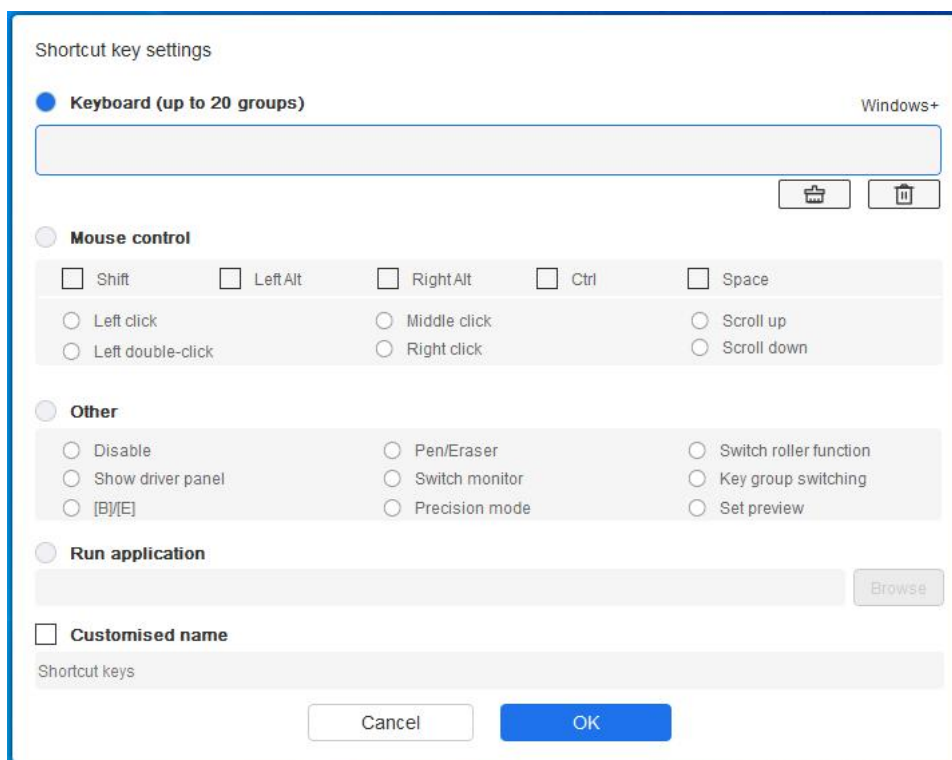 Shortcut key settings
Keyboard (up to 20 groups)
Windows+
Mouse control
Shift Left Alt Right Alt Ctrl Space
Left click Middle click Scroll up
Left double-click Right click Scroll down
Other
Disable Pen/Eraser Switch roller function
Show driver panel Switch monitor Key group switching
[B]/[E] Precision mode Set preview
Run application
Browse
Customised name
Shortcut keys
Cancel OK